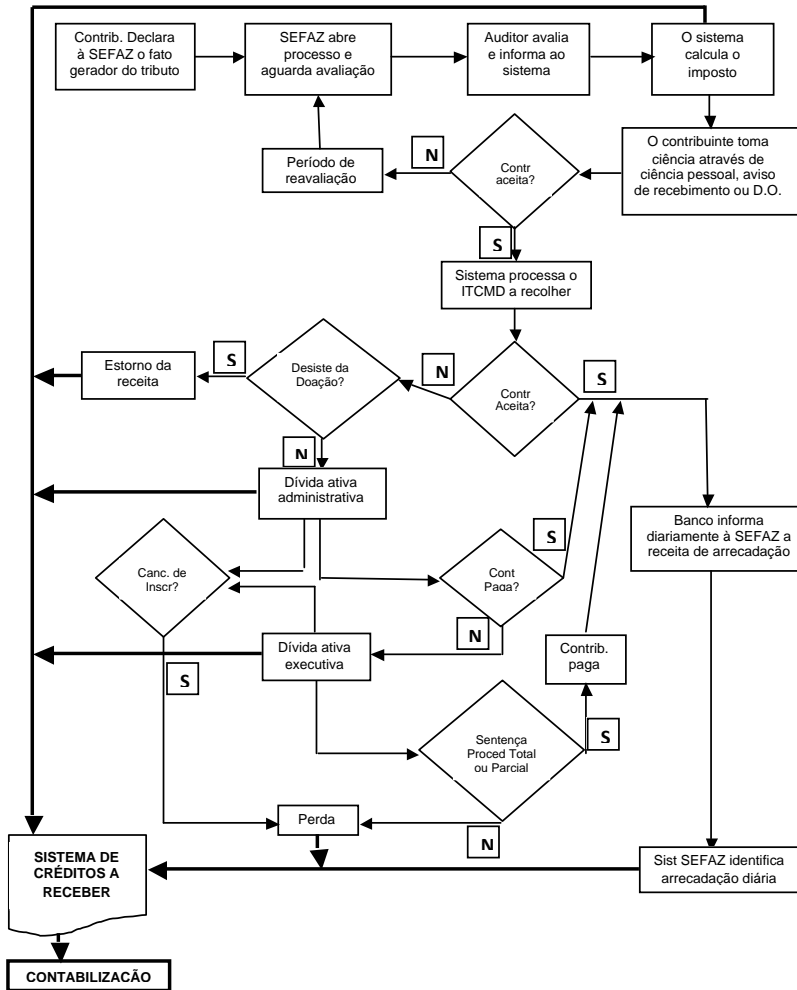 Contrib. Declara
à SEFAZ o fato
gerador do tributo
SEFAZ abre
processo e
aguarda avaliação
Auditor avalia
e informa ao
sistema
O sistema
calcula o
imposto
O contribuinte toma
ciência através de
ciência pessoal, aviso
de recebimento ou D.O.
Contr
aceita?
N
Período de
reavaliação
S
Sistema processa o
ITCMD a recolher
Contr
Aceita?
N
S
Desiste da
Doação?
S
Estorno da
receita
N
Dívida ativa
administrativa
Banco informa
diariamente à SEFAZ a
receita de arrecadação
Canc. de
Inscr?
Cont
Paga?
S
N
Dívida ativa
executiva
S
Contrib.
paga
Sentença
Proced Total
ou Parcial
S
N
Perda
SISTEMA DE
CRÉDITOS A
RECEBER
Sist SEFAZ identifica
arrecadação diária
CONTABILIZACÃO